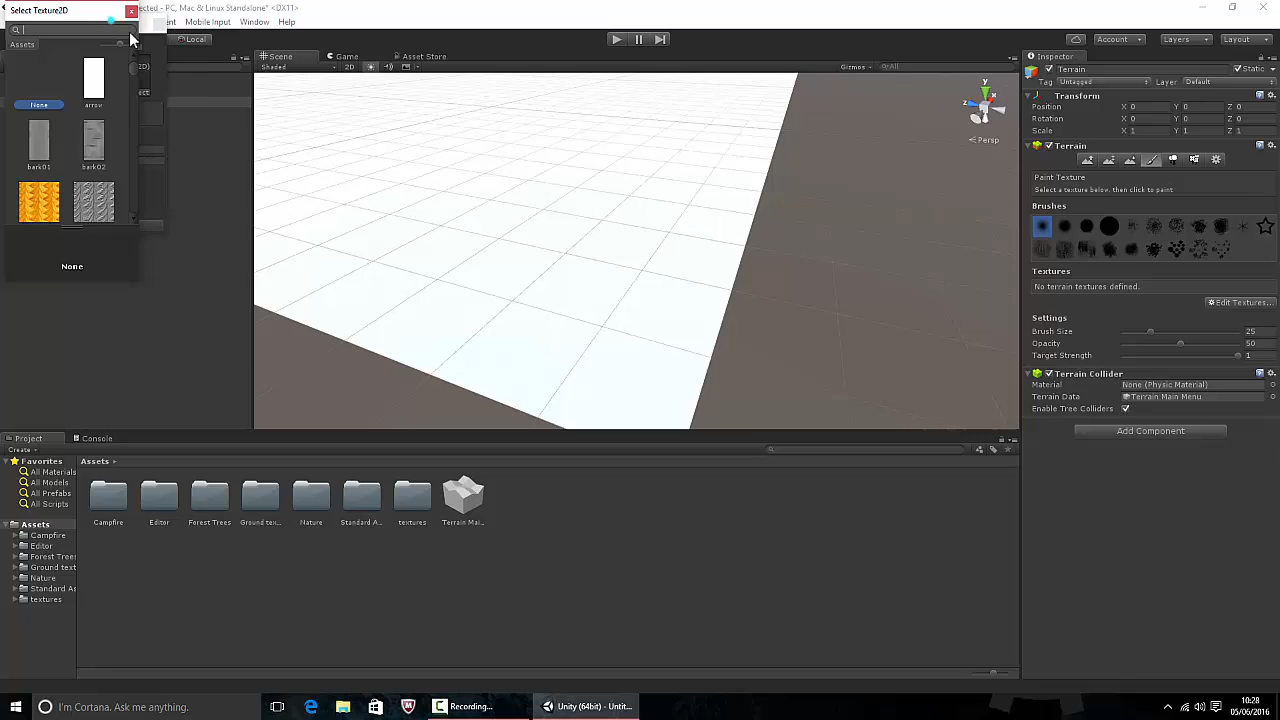 Select Texture2D
ected - PC, Mac & Linux Standalone* <DX11>
ent Mobile Input Window Help
Assets
Local
Account Layers Layout
None arrow
bark01 bark02
None
Scene Game Asset Store
Shaded 2D Gizmos All
y
x
z
Persp
Inspector
Terrain Static
Tag Untagged Layer Default
Transform
Position X 0 Y 0 Z 0
Rotation X 0 Y 0 Z 0
Scale X 1 Y 1 Z 1
Terrain
Paint Texture
Select a texture below, then click to paint
Brushes
Textures
No terrain textures defined.
Edit Textures...
Settings
Brush Size 25
Opacity 50
Target Strength 1
Terrain Collider
Material None (Physic Material)
Terrain Data Terrain Main Menu
Enable Tree Colliders
Add Component
Project Console
Create
Favorites
All Materials
All Models
All Prefabs
All Scripts
Assets
Campfire
Editor
Forest Trees
Ground text
Nature
Standard As
textures
Assets
Campfire Editor Forest Trees Ground tex... Nature Standard A... textures Terrain Mai...
I'm Cortana. Ask me anything.
Recording...
Unity (64bit) - Untit...
10:28
05/06/2016